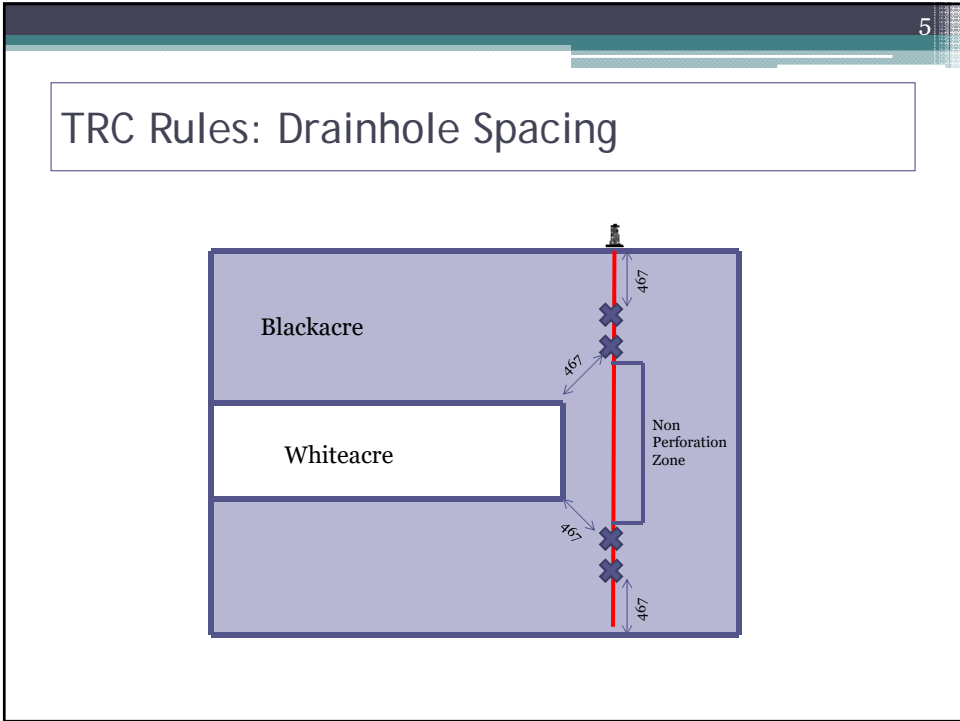 5
TRC Rules: Drainhole Spacing
467
Blackacre
467
Non
Perforation
Zone
Whiteacre
467
467